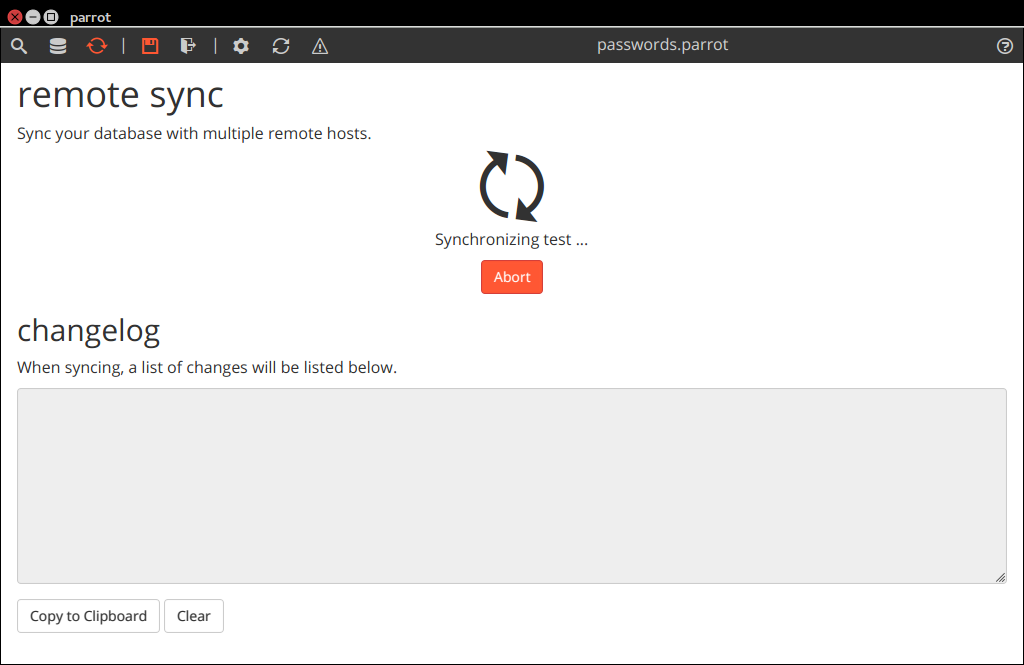 parrot
passwords.parrot
remote sync
Sync your database with multiple remote hosts.
Synchronizing test ...
Abort
changelog
When syncing, a list of changes will be listed below.
Copy to Clipboard
Clear